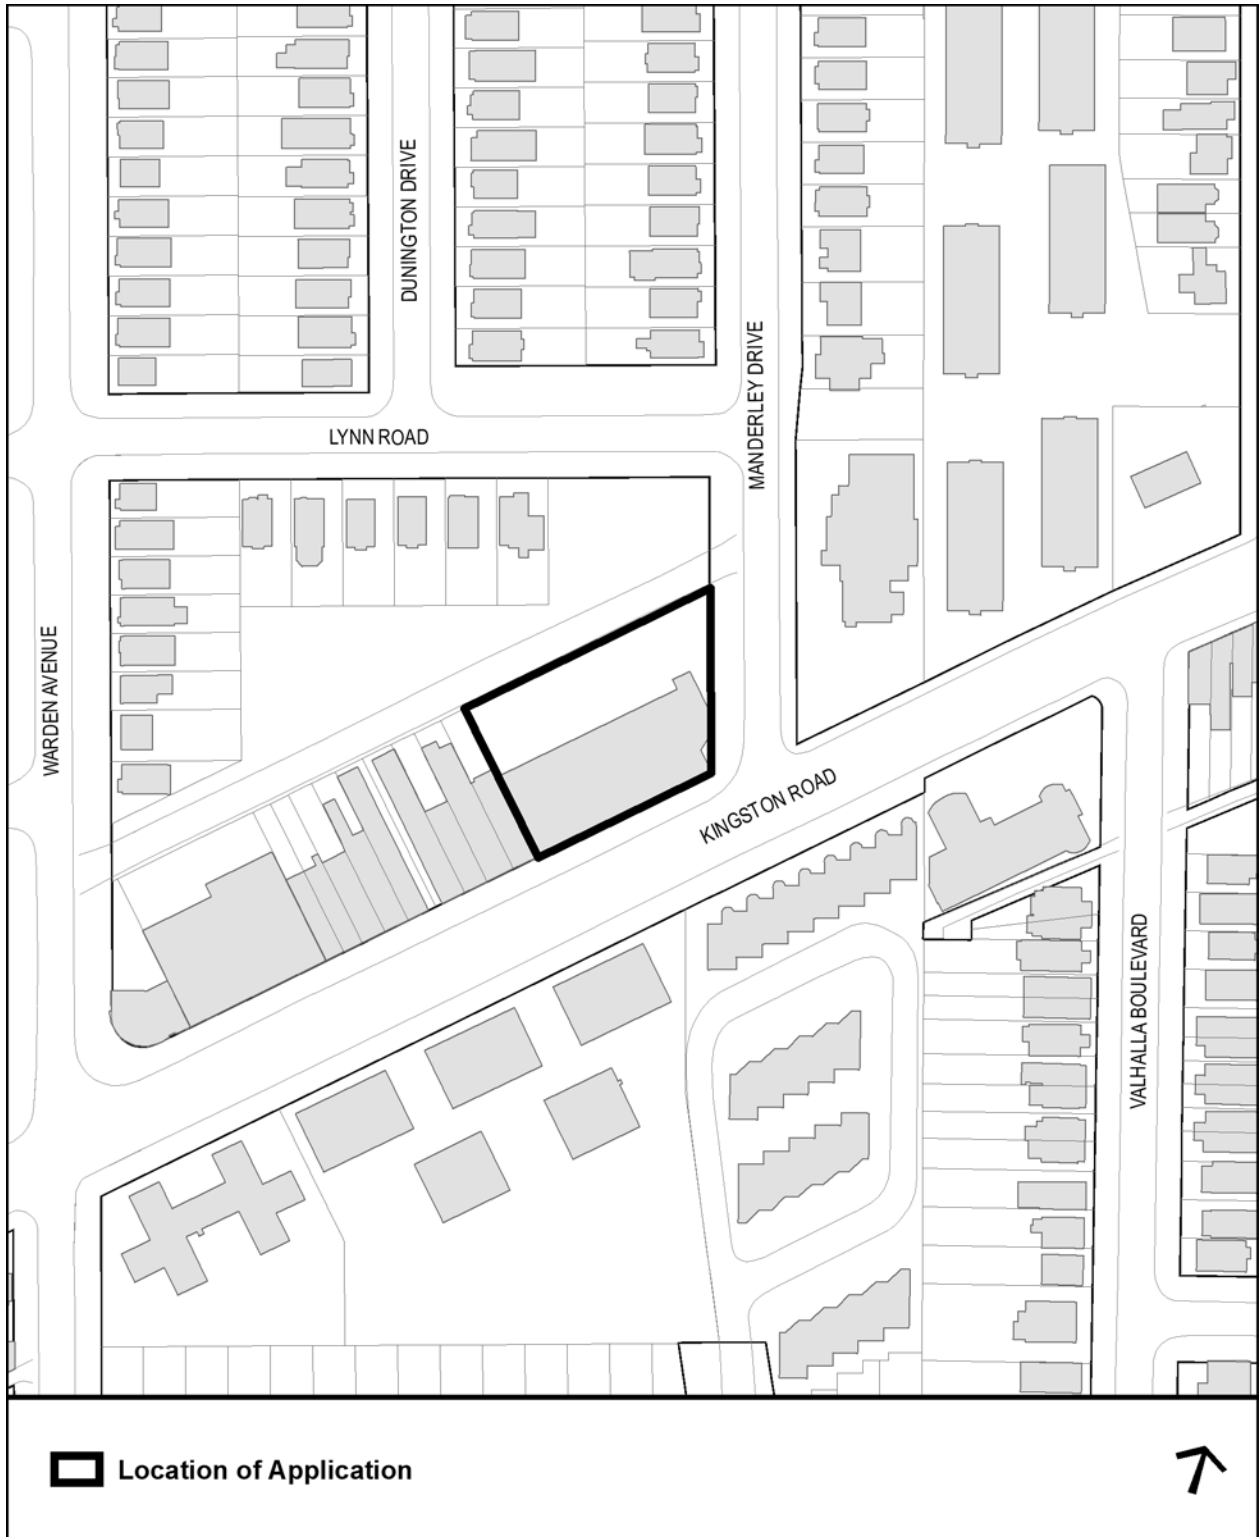 DUNINGTON DRIVE
MANDERLEY DRIVE
LYNN ROAD
WARDEN AVENUE
KINGSTON ROAD
VALHALLA BOULEVARD
Location of Application